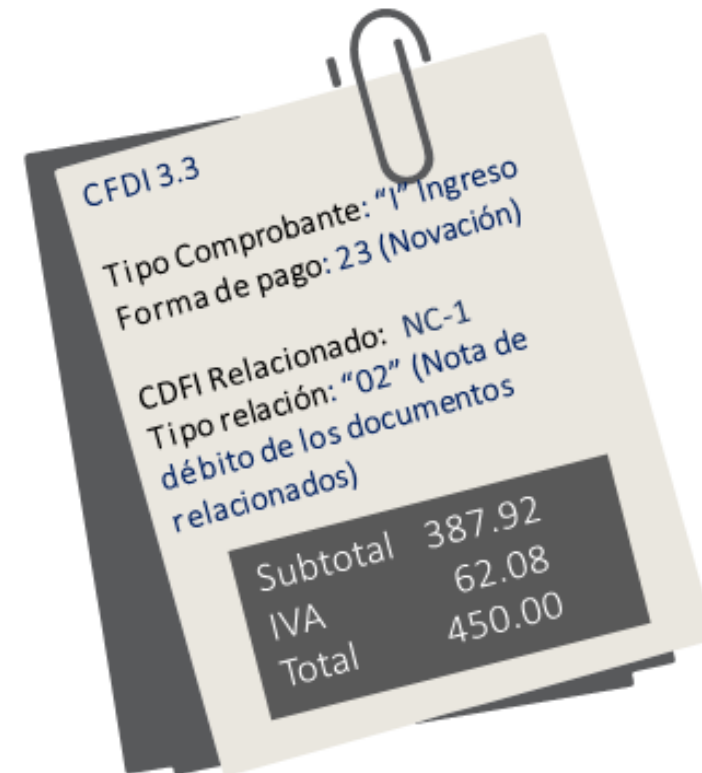 CFDI 3.3
Tipo Comprobante: “I” Ingreso
Forma de pago: 23 (Novación)
CDFI Relacionado: NC-1
Tipo relación: “02” (Nota de
débito de los documentos
relacionados)
Subtotal 387.92
IVA 62.08
Total 450.00